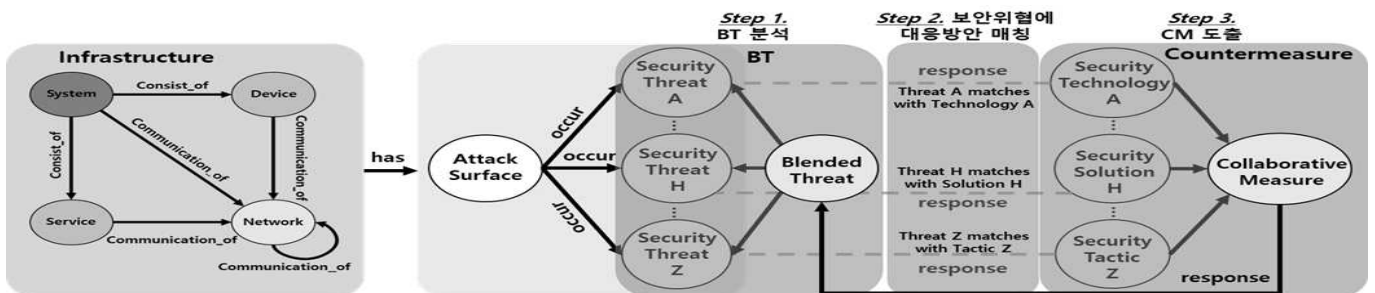 Step 1.
BT 분석
Step 2. 보안위협에
대응방안 매칭
Step 3.
CM 도출
Infrastructure
System
Consist_of
Device
Consist_of
Communication_of
Communication_of
Service
Communication_of
Network
Communication_of
has
Attack
Surface
occur
occur
occur
BT
Security
Threat
A
Security
Threat
H
Security
Threat
Z
Blended
Threat
response
Threat A matches
with Technology A
Threat H matches
with Solution H
response
Threat Z matches
with Tactic Z
response
Countermeasure
Security
Technology
A
Security
Solution
H
Security
Tactic
Z
Collaborative
Measure
response